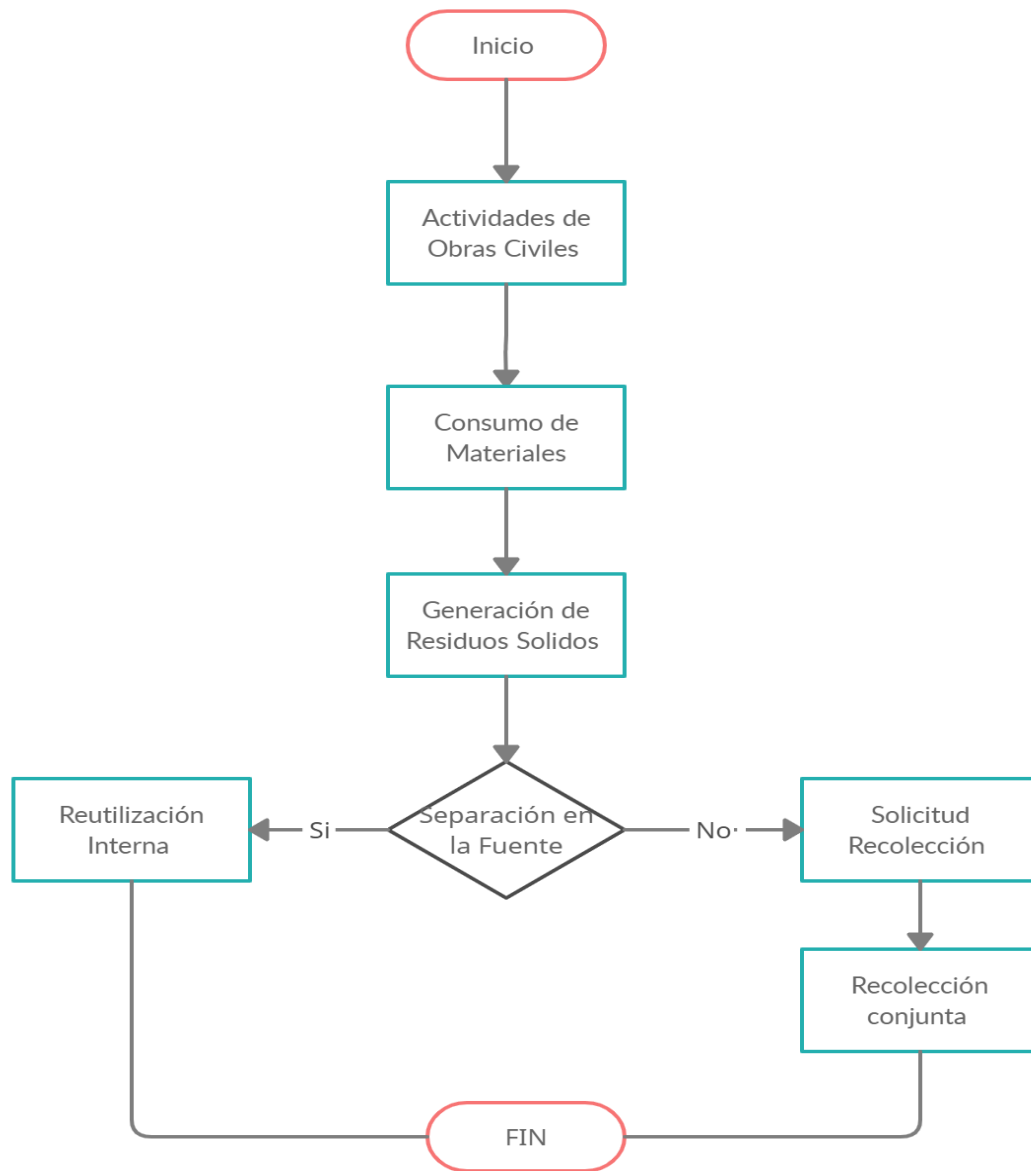 Inicio
Actividades de
Obras Civiles
Consumo de
Materiales
Generación de
Residuos Solidos
Separación en
la Fuente
Si
Reutilización
Interna
No·
Solicitud
Recolección
Recolección
conjunta
FIN